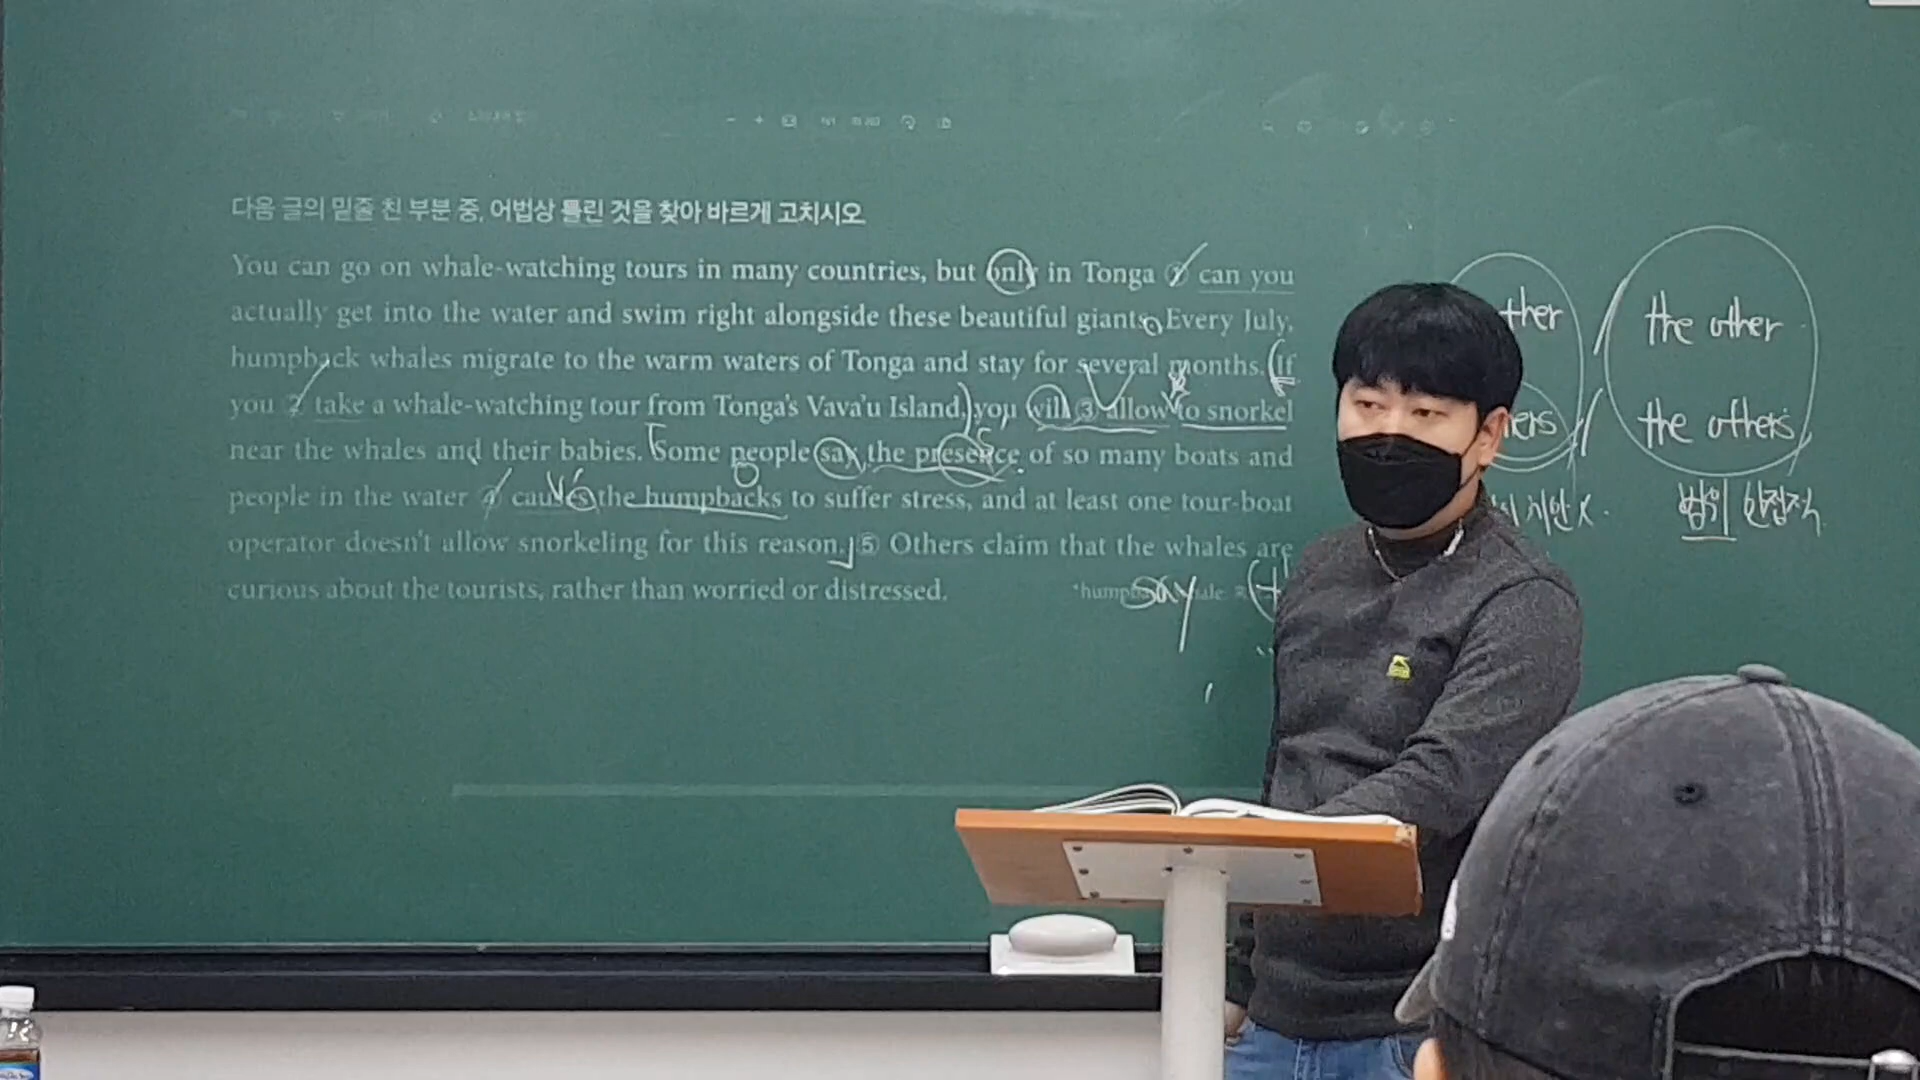 다음 글의 밑줄 친 부분 중, 어법상 틀린 것을 찾아 바르게 고치시오.
You can go on whale-watching tours in many countries, but only in Tonga ① can you
actually get into the water and swim right alongside these beautiful giants. Every July,
humpback whales migrate to the warm waters of Tonga and stay for several months. If
you ② take a whale-watching tour from Tonga's Vava'u Island, you will ③ allow to snorkel
near the whales and their babies. Some people say the presence of so many boats and
people in the water ④ causes the humpbacks to suffer stress, and at least one tour-boat
operator doesn't allow snorkeling for this reason. ⑤ Others claim that the whales are
curious about the tourists, rather than worried or distressed.
*humpba
say
ther
the other
hers
the others
범위